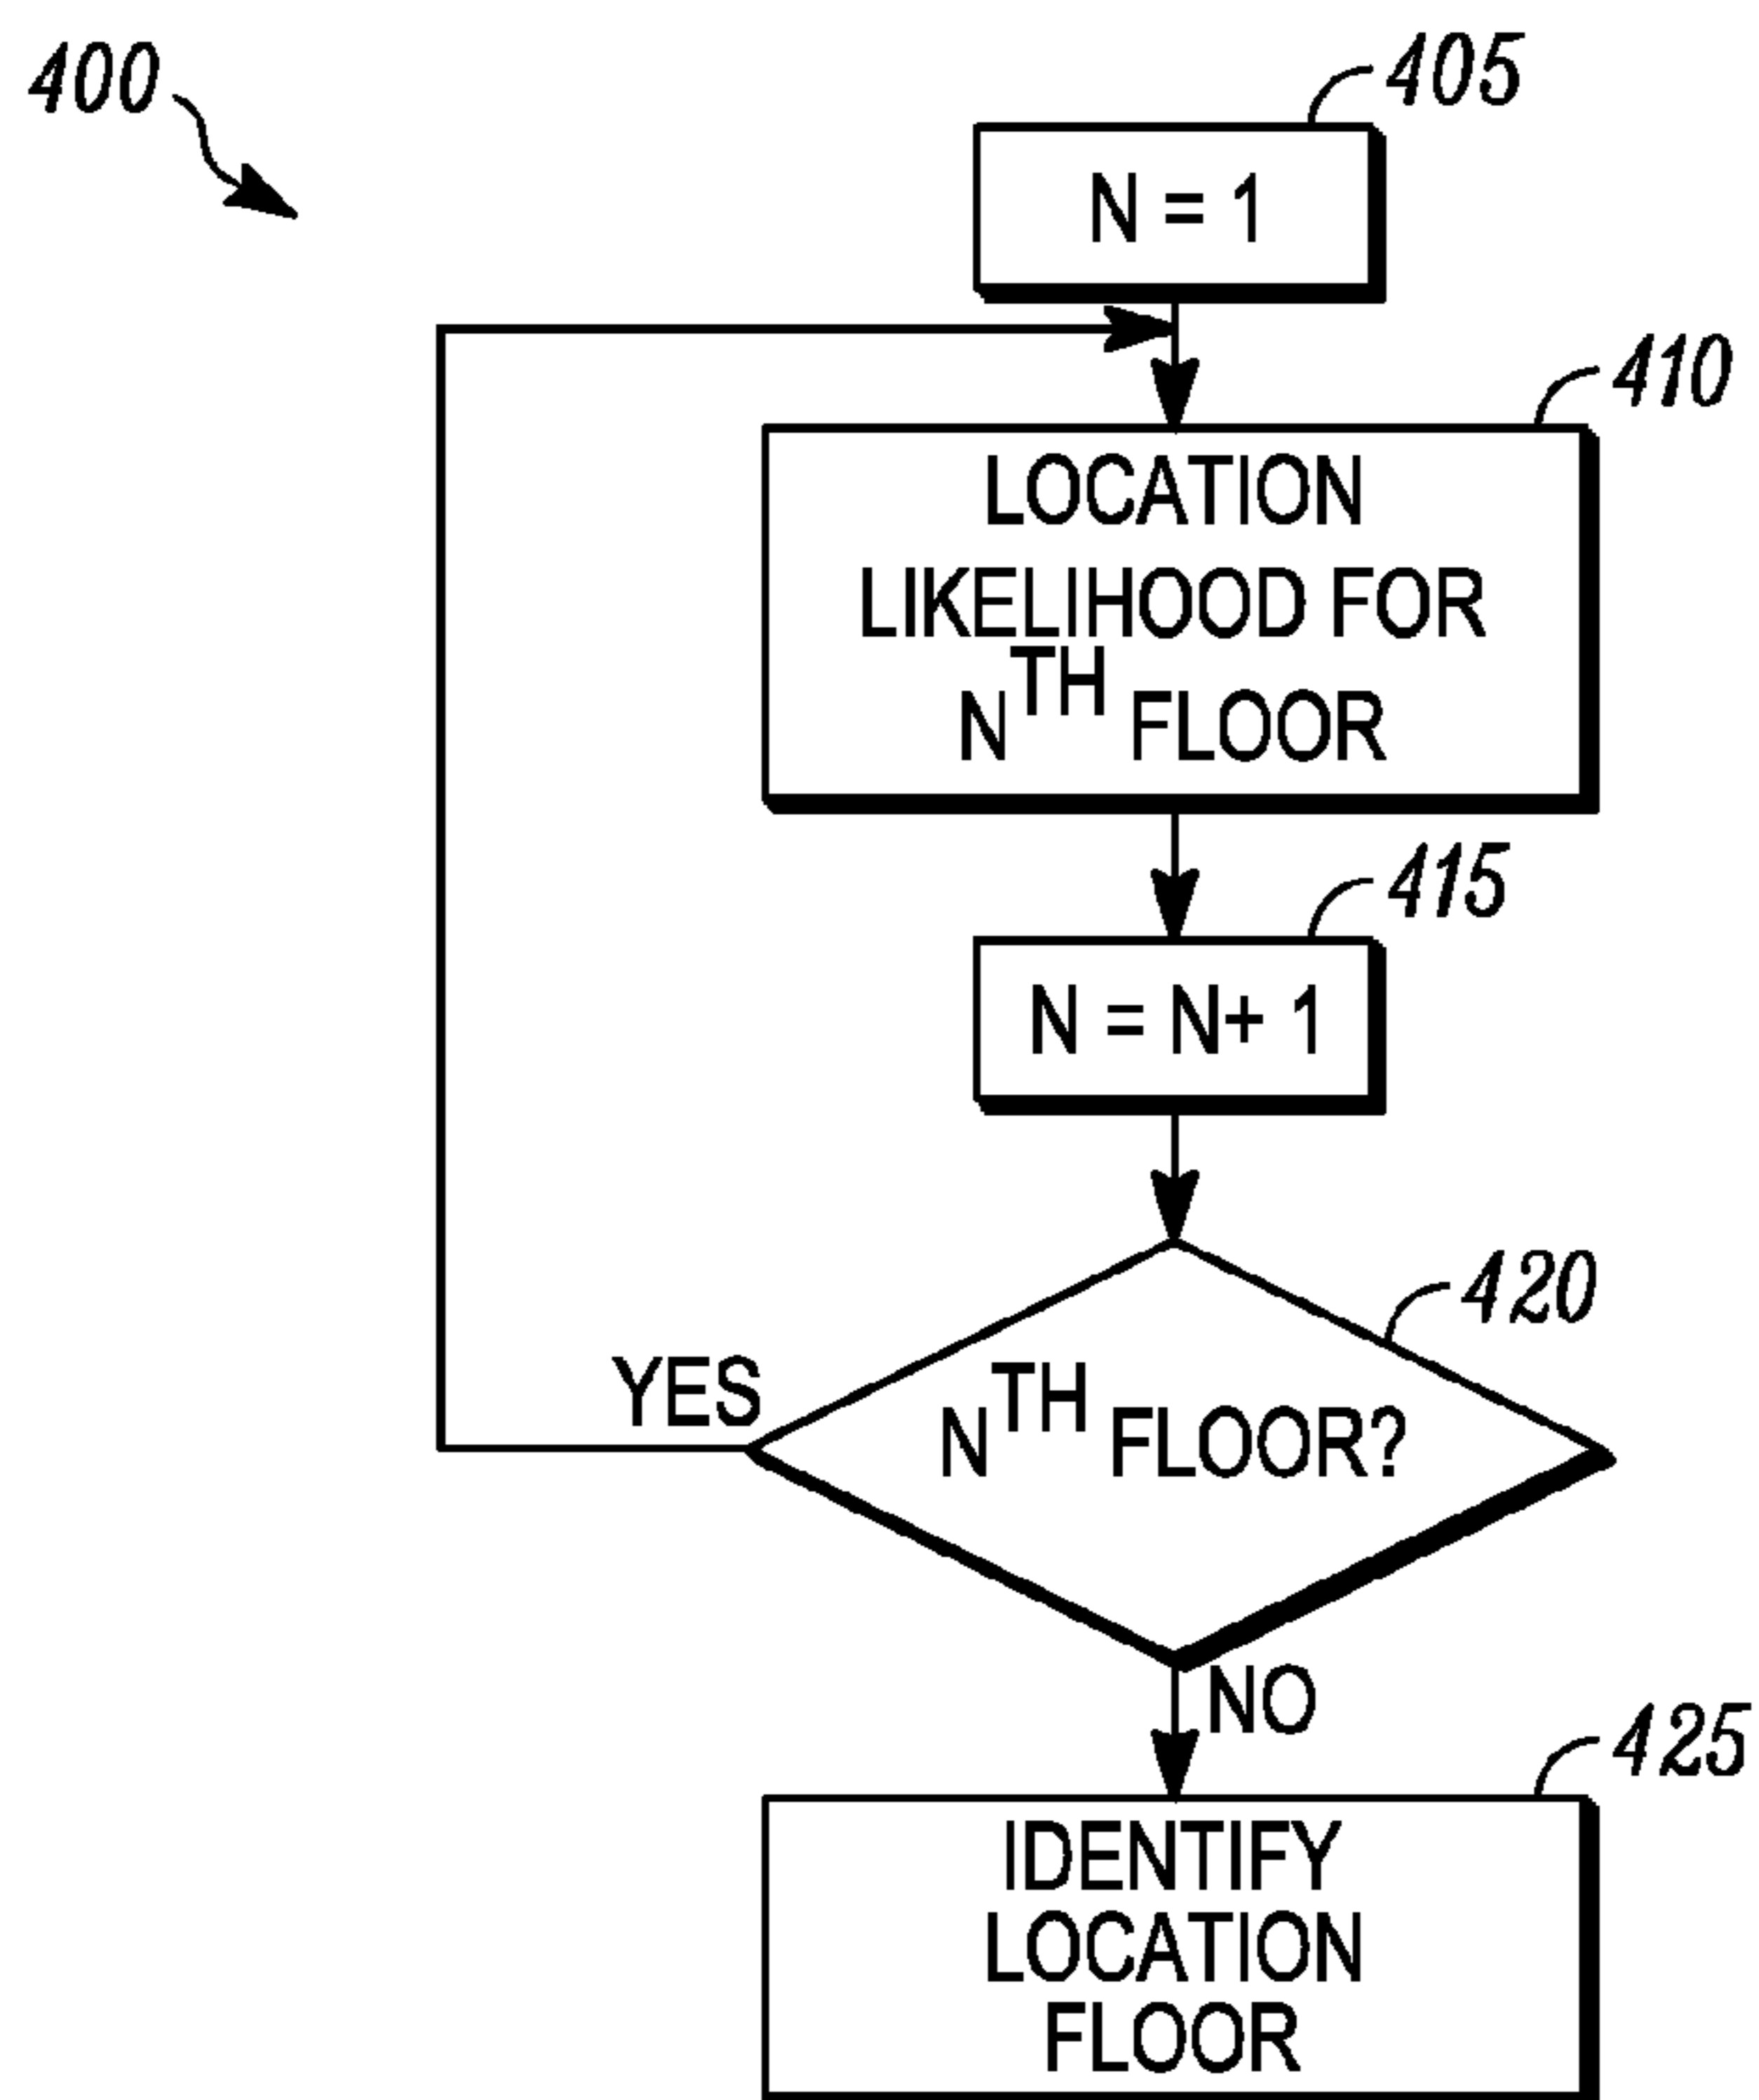 400
405
N = 1
410
LOCATION
LIKELIHOOD FOR
NTH FLOOR
415
N = N+ 1
420
YES
NTH FLOOR?
NO
425
IDENTIFY
LOCATION
FLOOR